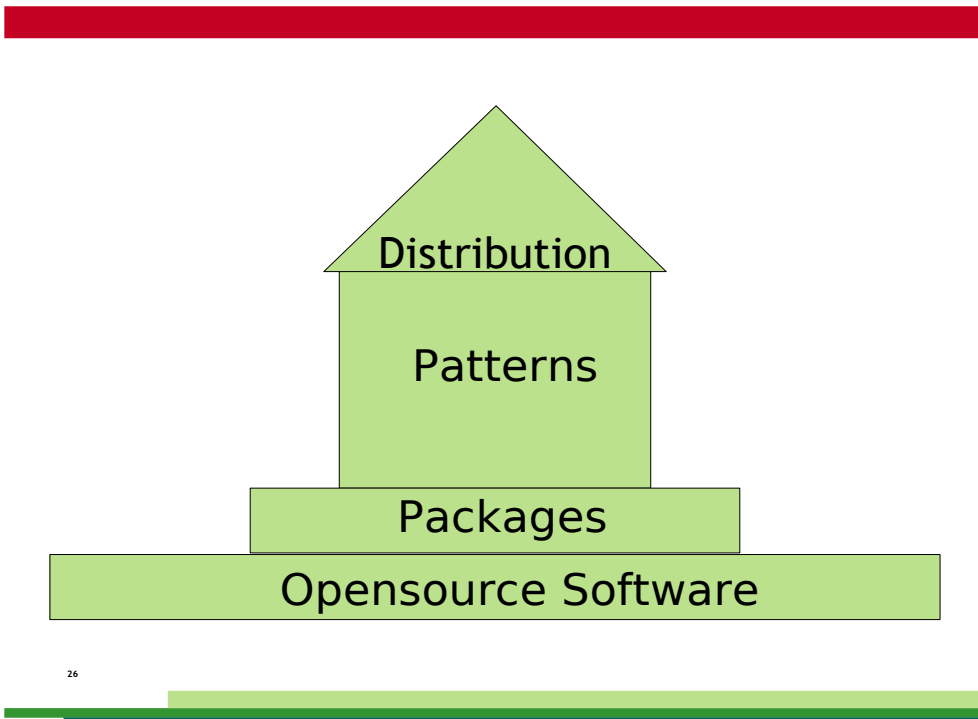 Distribution
Patterns
Packages
Opensource Software
26